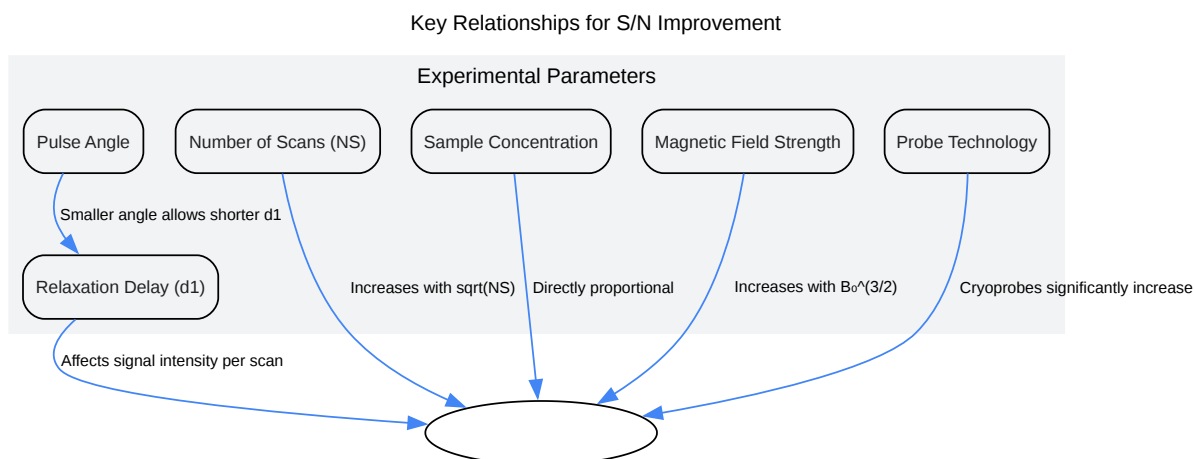 Key Relationships for S/N Improvement
Experimental Parameters
Pulse Angle
Number of Scans (NS)
Sample Concentration
Magnetic Field Strength
Probe Technology
Smaller angle allows shorter d1
Relaxation Delay (d1)
Increases with sqrt(NS)
Directly proportional
Increases with B₀^(3/2)
Cryoprobes significantly increase
Affects signal intensity per scan